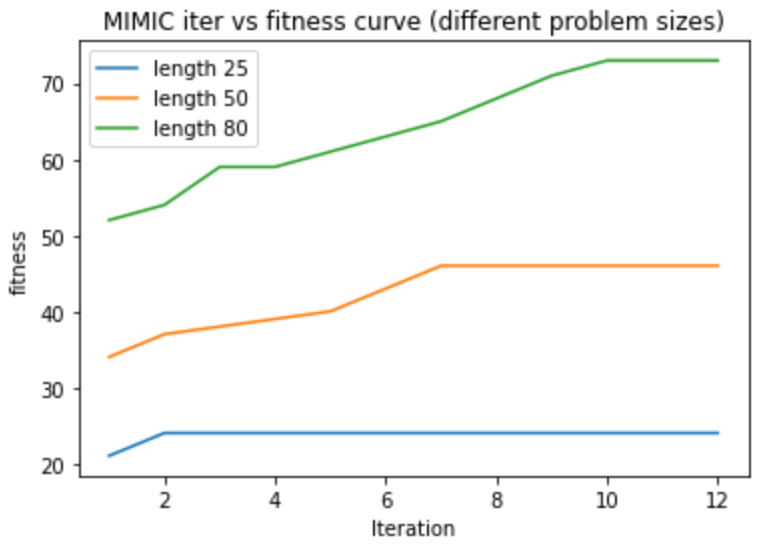 MIMIC iter vs fitness curve (different problem sizes)
length 25
length 50
length 80
fitness
70
60
50
40
30
20
2 4 6 8 10 12
Iteration